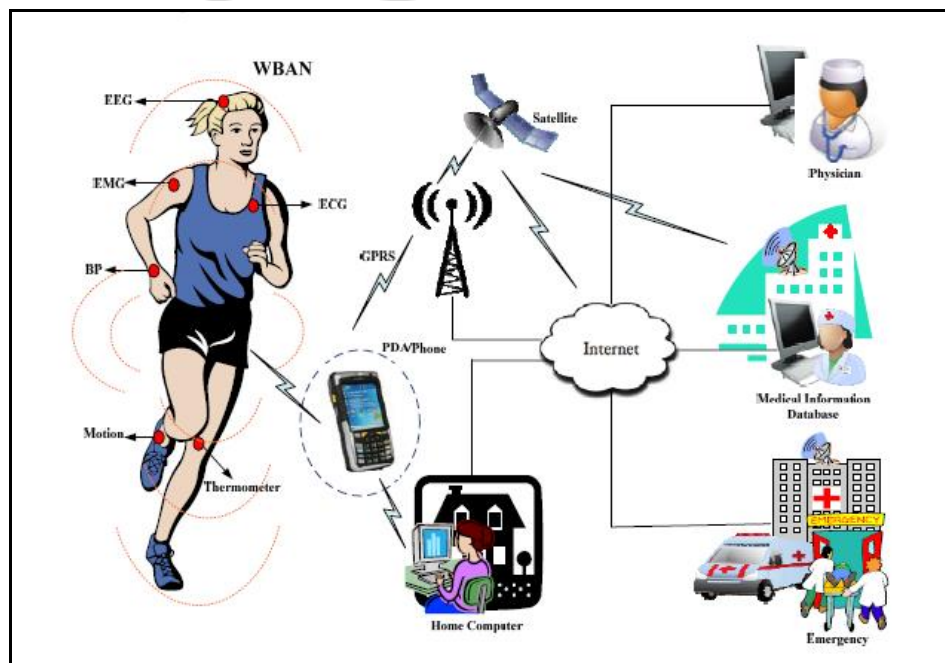 WBAN
EEG
EMG
ECG
BP
Motion
Thermometer
Satellite
GPRS
PDA/Phone
Internet
Home Computer
Physician
Medical Information
Database
EMERGENCY
Emergency